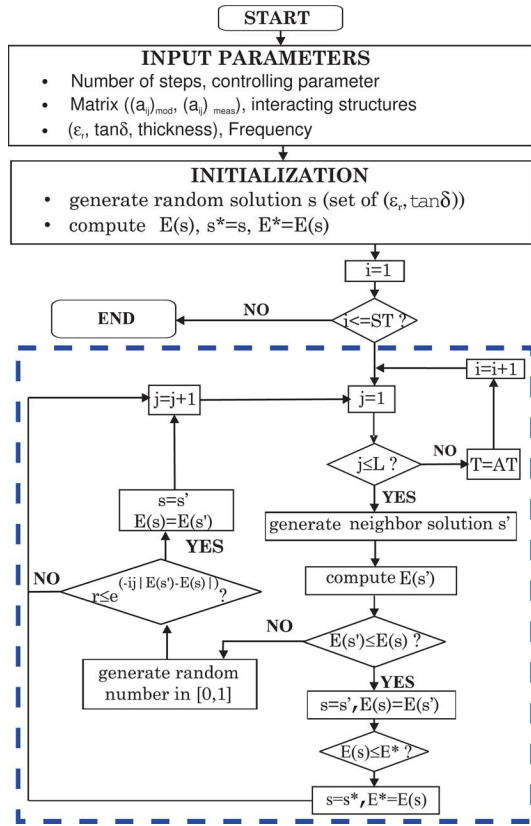 START
INPUT PARAMETERS
• Number of steps, controlling parameter
• Matrix ((aij)mod, (aij) meas), interacting structures
• (εr, tanδ, thickness), Frequency
INITIALIZATION
• generate random solution s (set of (εr, tanδ))
• compute E(s), s*=s, E*=E(s)
i=1
i<=ST ?
NO
END
i=i+1
j=j+1
j=1
j≤L ?
NO
T=AT
YES
generate neighbor solution s'
s=s'
E(s)=E(s')
YES
compute E(s')
NO
r≤e(-ij|E(s')-E(s)|) ?
NO
E(s')≤E(s) ?
generate random
number in [0,1]
YES
s=s', E(s)=E(s')
E(s)≤E* ?
s=s*, E*=E(s)